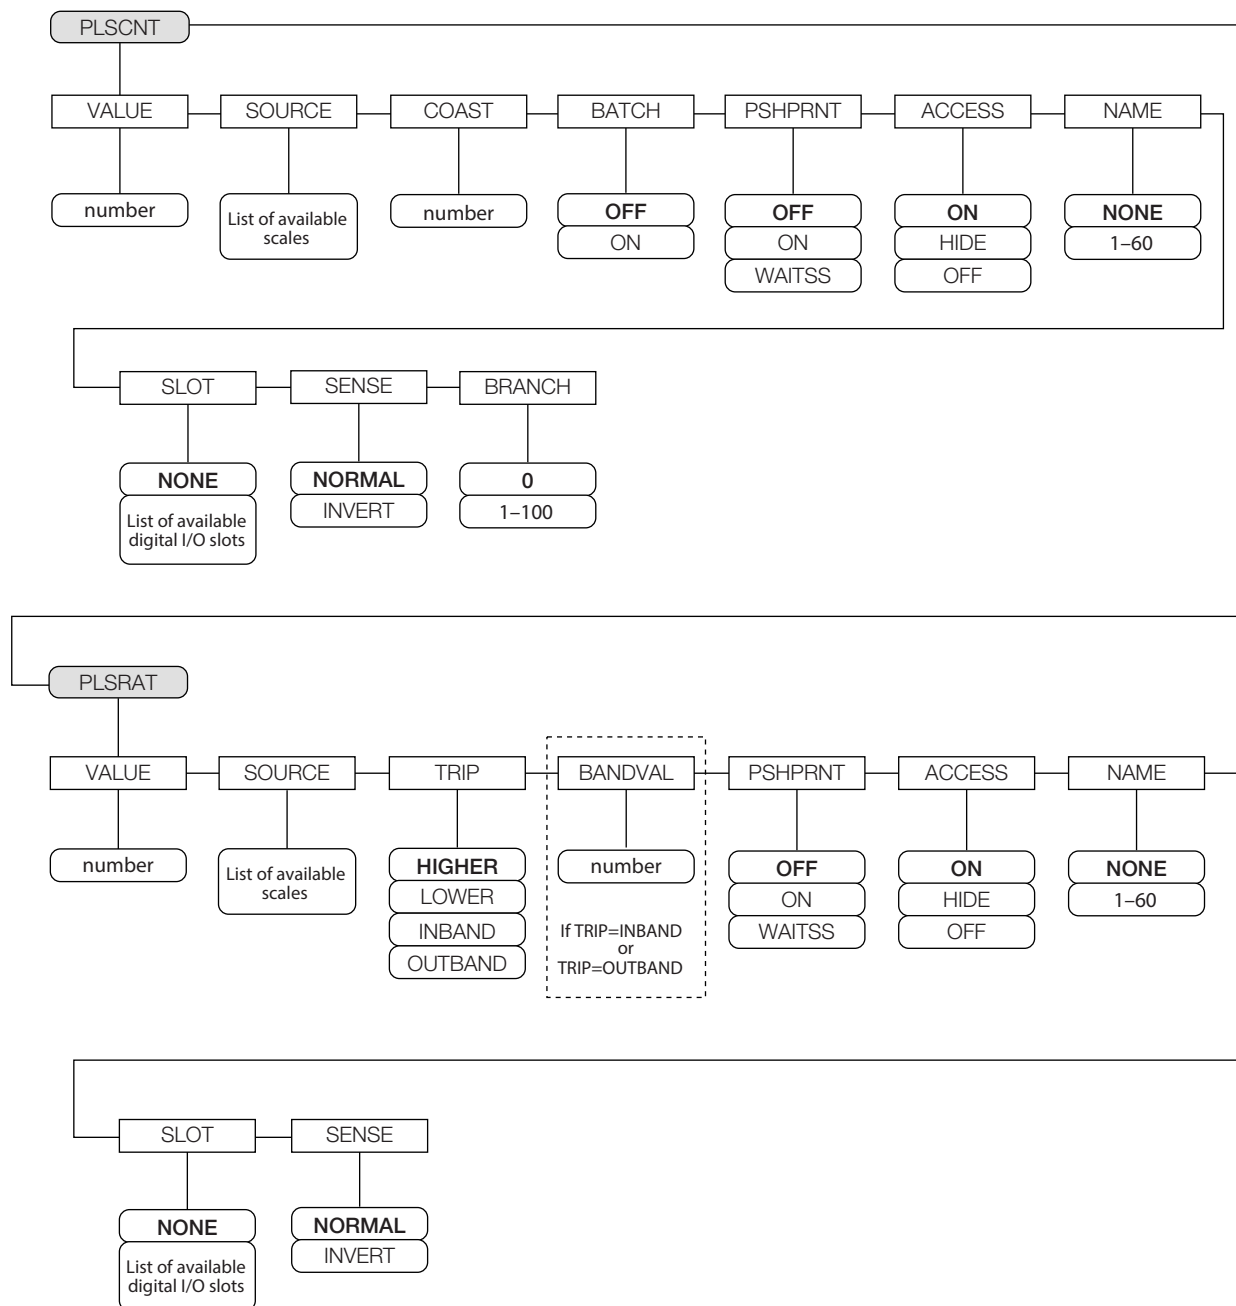 PLSCNT
VALUE
SOURCE
COAST
BATCH
PSHPRNT
ACCESS
NAME
number
List of available
scales
number
OFF
ON
OFF
ON
WAITSS
ON
HIDE
OFF
NONE
1–60
SLOT
SENSE
BRANCH
NONE
List of available
digital I/O slots
NORMAL
INVERT
0
1–100
PLSRAT
VALUE
SOURCE
TRIP
BANDVAL
PSHPRNT
ACCESS
NAME
number
List of available
scales
HIGHER
LOWER
INBAND
OUTBAND
number
If TRIP=INBAND
or
TRIP=OUTBAND
OFF
ON
WAITSS
ON
HIDE
OFF
NONE
1–60
SLOT
SENSE
NONE
List of available
digital I/O slots
NORMAL
INVERT